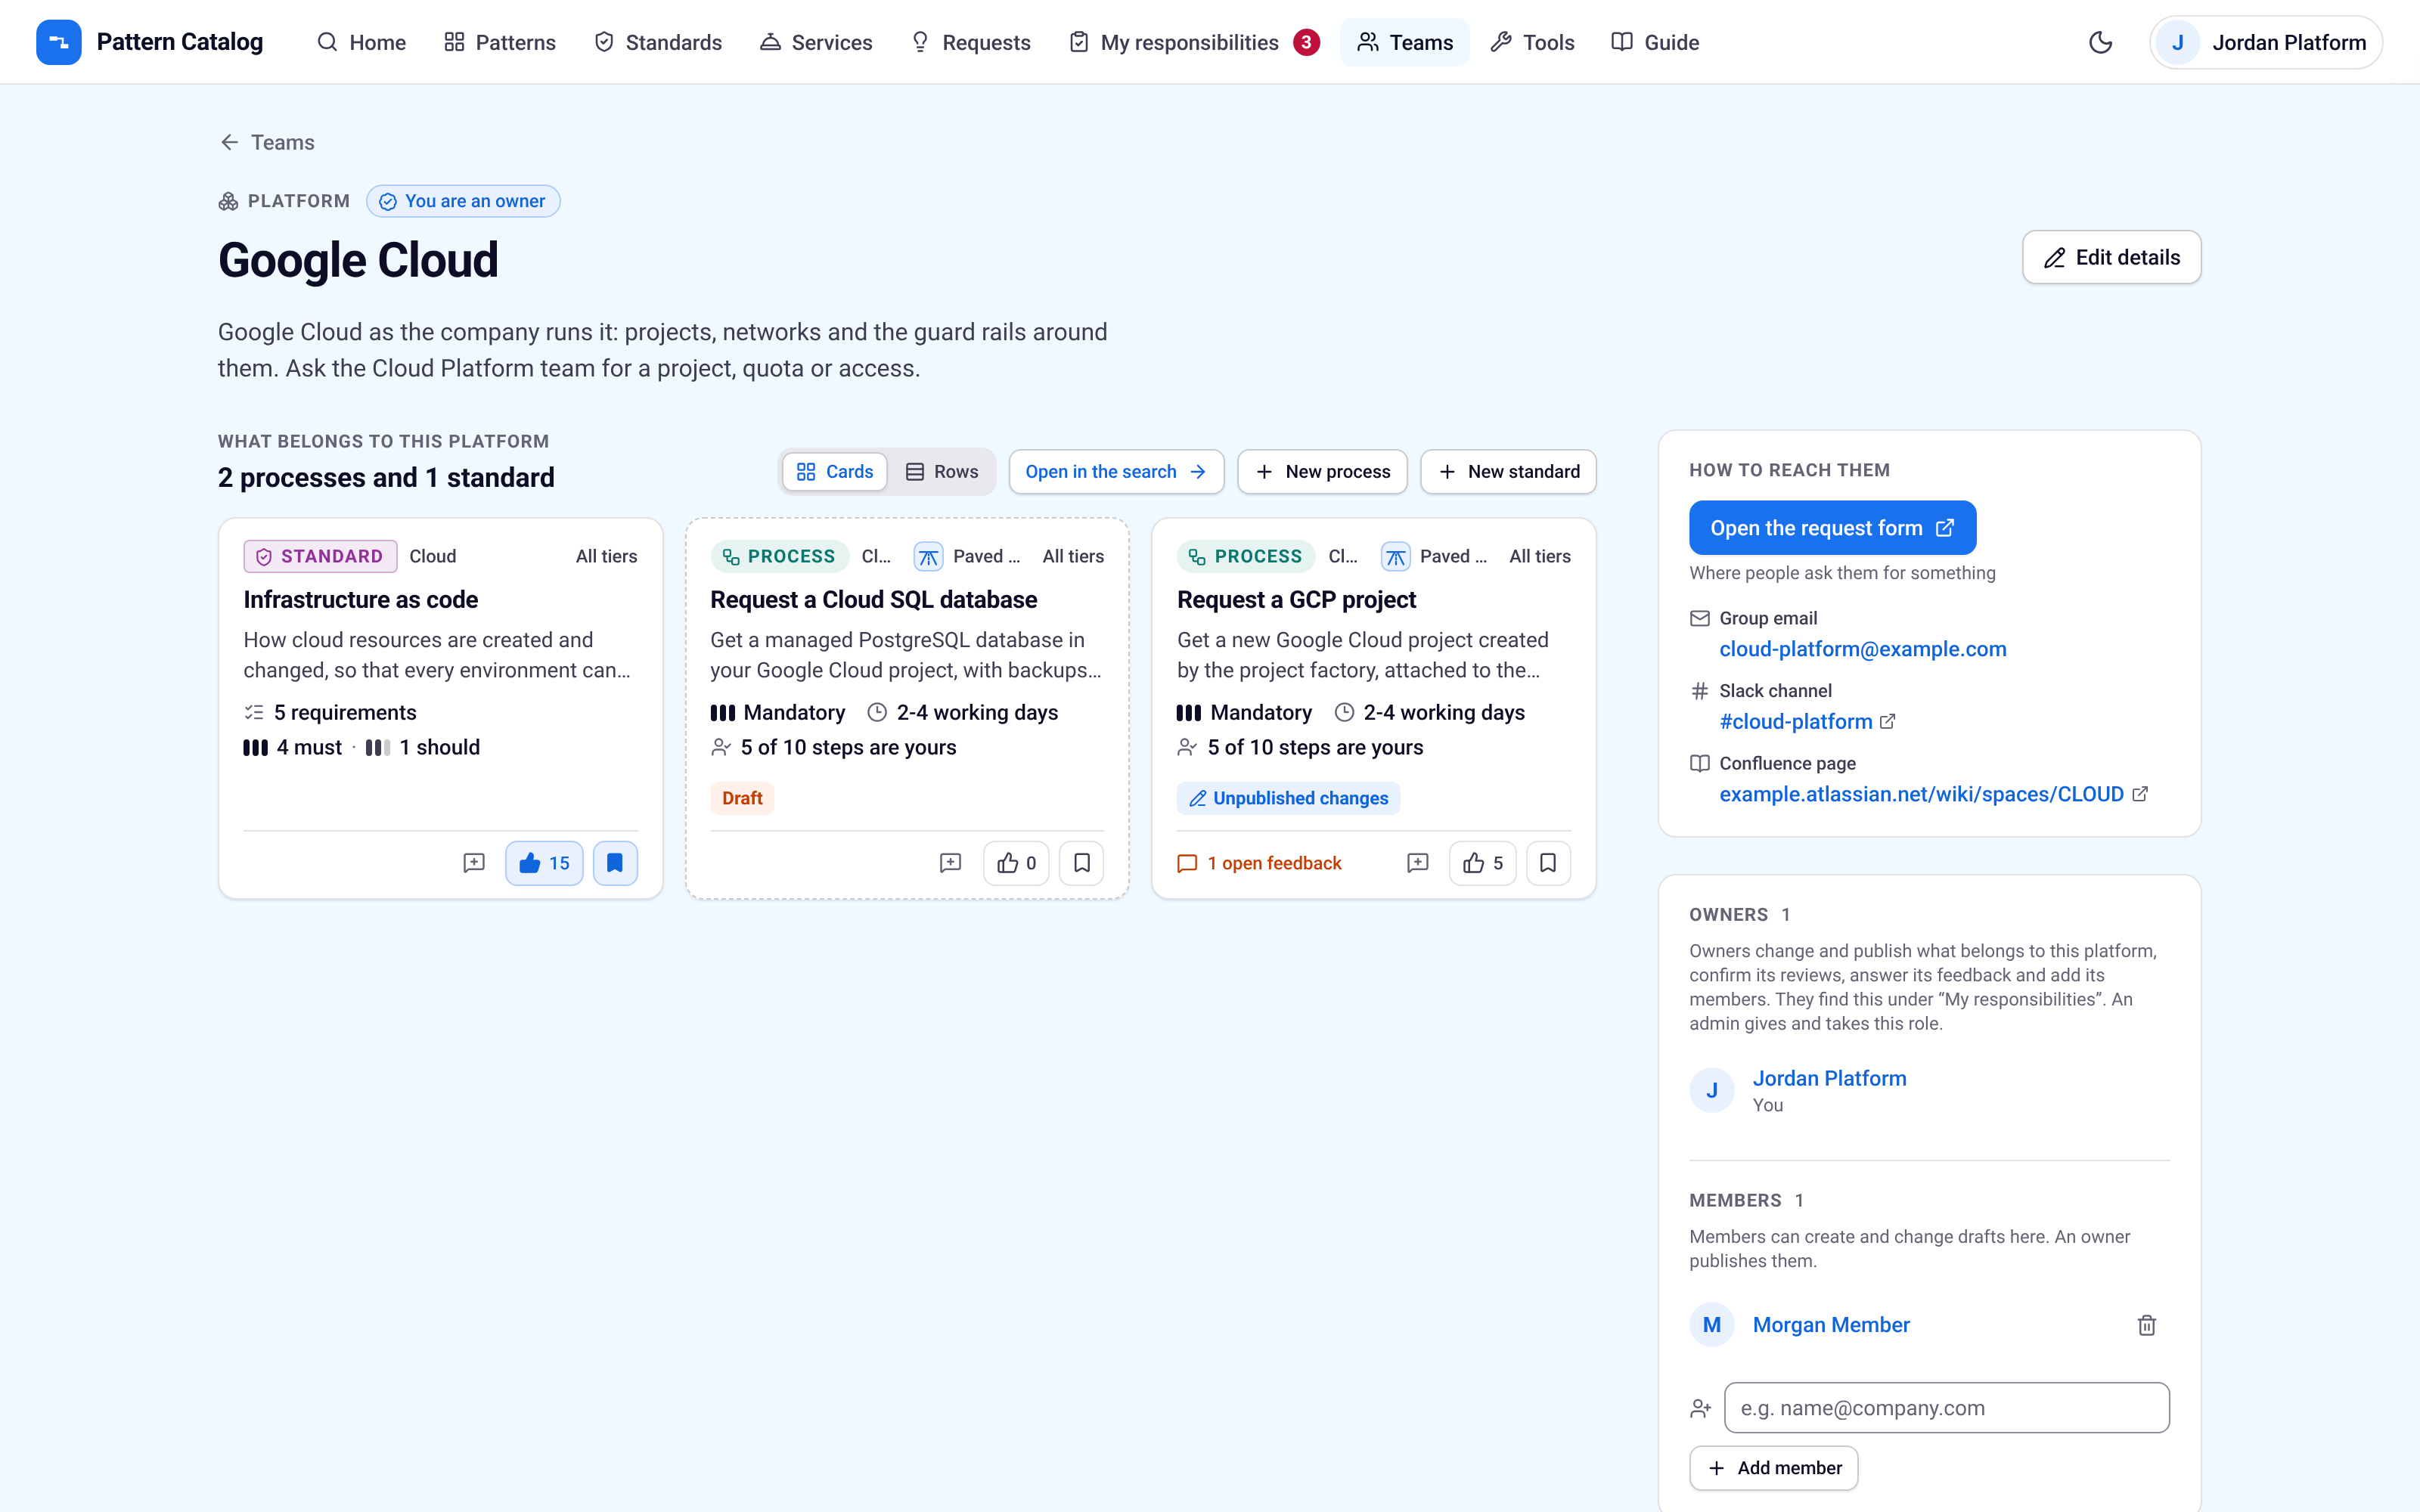 Pattern Catalog
Home
Patterns
Standards
Services
Requests
My responsibilities 3
Teams
Tools
Guide
J Jordan Platform
Teams
PLATFORM
You are an owner
Google Cloud
Edit details
Google Cloud as the company runs it: projects, networks and the guard rails around
them. Ask the Cloud Platform team for a project, quota or access.
WHAT BELONGS TO THIS PLATFORM
2 processes and 1 standard
Cards
Rows
Open in the search
New process
New standard
STANDARD Cloud All tiers
Infrastructure as code
How cloud resources are created and
changed, so that every environment can...
5 requirements
4 must · 1 should
15
PROCESS Cl... Paved ... All tiers
Request a Cloud SQL database
Get a managed PostgreSQL database in
your Google Cloud project, with backups...
Mandatory 2-4 working days
5 of 10 steps are yours
Draft
0
PROCESS Cl... Paved ... All tiers
Request a GCP project
Get a new Google Cloud project created
by the project factory, attached to the...
Mandatory 2-4 working days
5 of 10 steps are yours
Unpublished changes
1 open feedback
5
HOW TO REACH THEM
Open the request form
Where people ask them for something
Group email
cloud-platform@example.com
Slack channel
#cloud-platform
Confluence page
example.atlassian.net/wiki/spaces/CLOUD
OWNERS 1
Owners change and publish what belongs to this platform,
confirm its reviews, answer its feedback and add its
members. They find this under “My responsibilities”. An
admin gives and takes this role.
J
Jordan Platform
You
MEMBERS 1
Members can create and change drafts here. An owner
publishes them.
M
Morgan Member
e.g. name@company.com
Add member